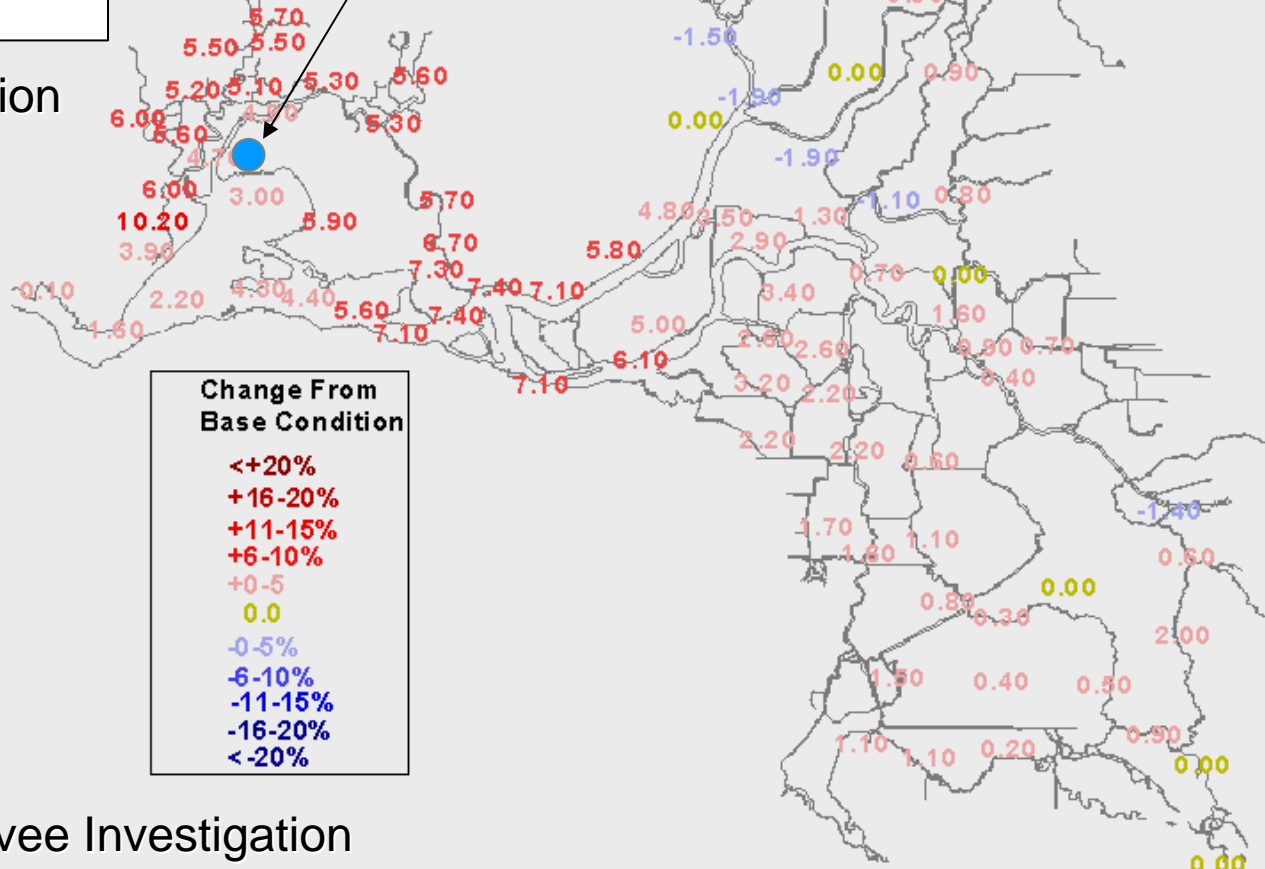 5.70
5.50 5.50
-1.50
5.20 5.10 5.30 5.60
0.00 0.90
ion
6.00 4.90 5.30
-1.90
0.00
5.60
-1.90
6.00 3.00
5.70
-1.10 0.80
10.20 5.90
4.80 3.50 1.30
3.90 6.70 5.80 2.90
7.30 0.70 0.00
0.10 2.20 4.30 4.40 7.40 7.10 3.40
1.60 5.60 7.10 7.40 5.00 1.60
2.60 2.60 0.90 0.70
7.10 6.10 3.20 2.20 0.40
Change From
Base Condition
<+20%
+16-20%
+11-15%
+6-10%
+0-5
0.0
-0-5%
-6-10%
-11-15%
-16-20%
<-20%
2.20 2.20 0.60
-1.40
1.70 1.60 1.10 0.60
0.00
0.80 0.30
2.00
1.50 0.40 0.50
1.10 1.10 0.20 0.90
0.00
vee Investigation
0.00